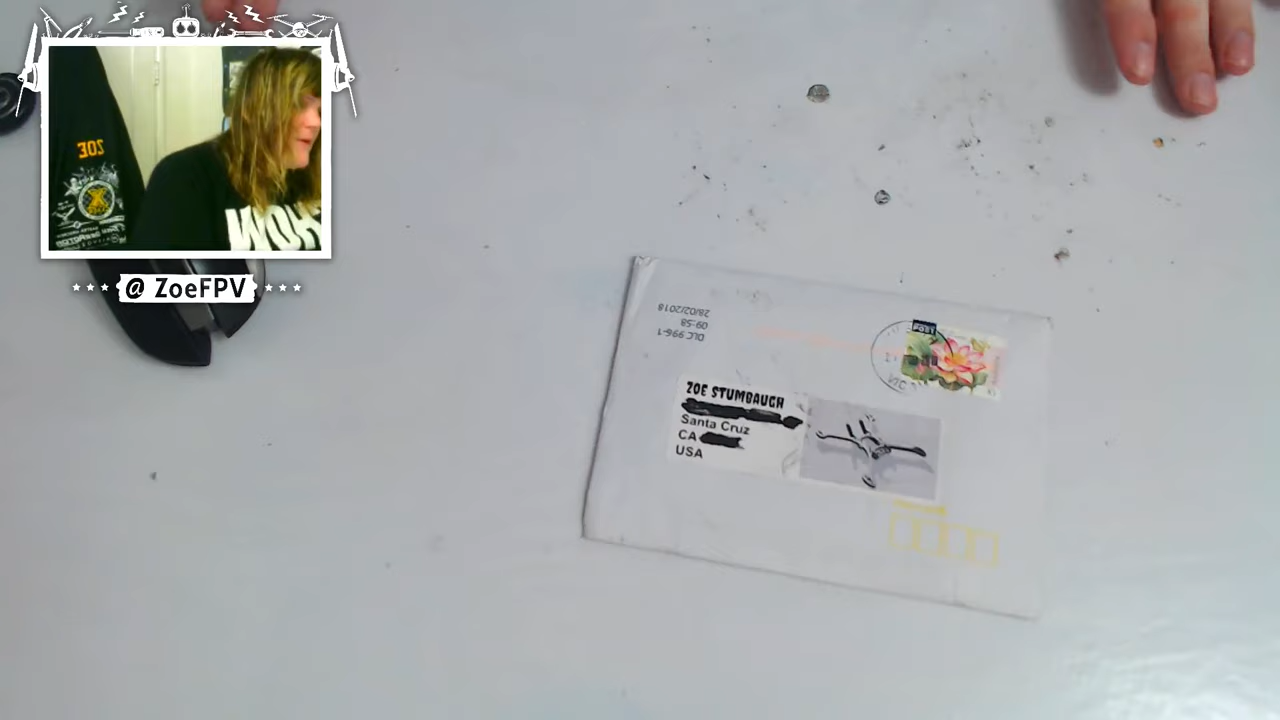 ZOE
@ ZoeFPV
28/02/2018
09:58
DLC 996-1
POST
ZOE STUMBAUGH
Santa Cruz
CA
USA